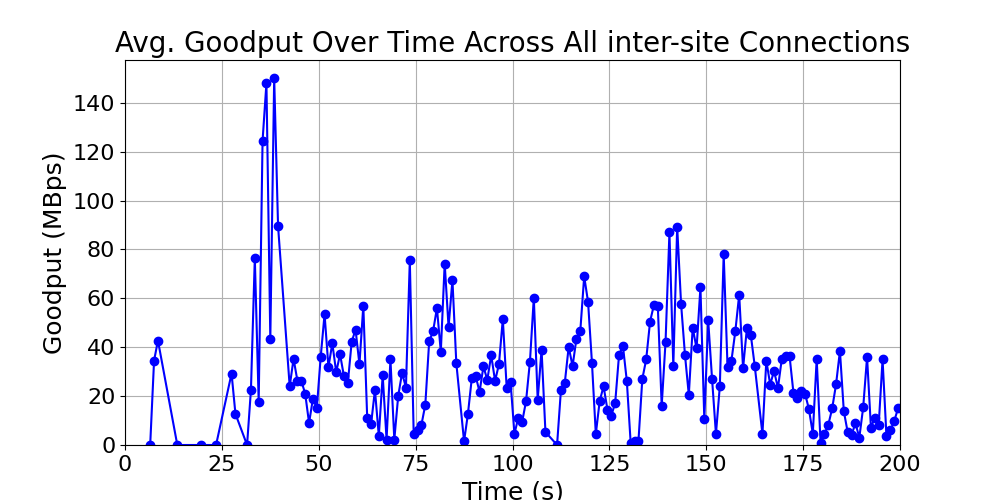 Avg. Goodput Over Time Across All inter-site Connections
Goodput (MBps)
140
120
100
80
60
40
20
0
0 25 50 75 100 125 150 175 200
Time (s)